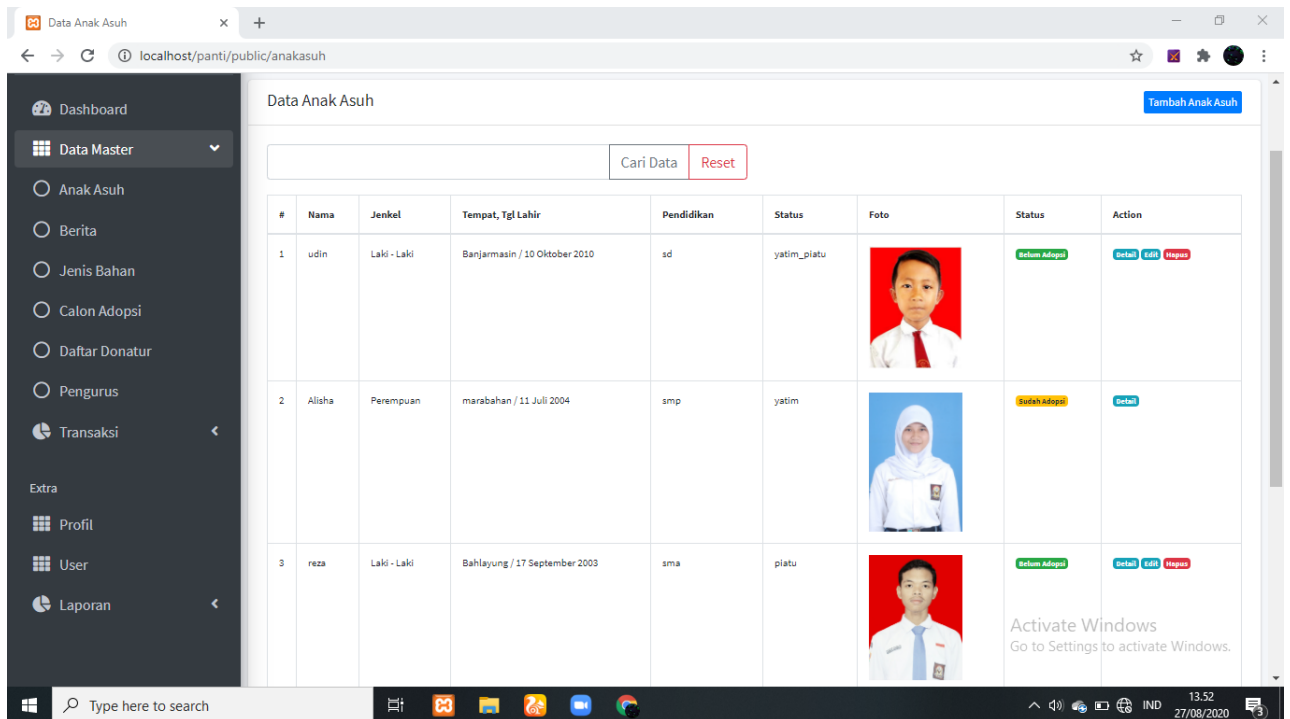 Data Anak Asuh
localhost/panti/public/anakasuh
Dashboard
Data Master
Anak Asuh
Berita
Jenis Bahan
Calon Adopsi
Daftar Donatur
Pengurus
Transaksi
Extra
Profil
User
Laporan
Data Anak Asuh Tambah Anak Asuh
Cari Data Reset
# Nama Jenkel Tempat, Tgl Lahir Pendidikan Status Foto Status Action
1 udin Laki - Laki Banjarmasin / 10 Oktober 2010 sd yatim_piatu Belum Adopsi Detail Edit Hapus
2 Alisha Perempuan marabahan / 11 Juli 2004 smp yatim Sudah Adopsi Detail
3 reza Laki - Laki Bahlayung / 17 September 2003 sma piatu Belum Adopsi Detail Edit Hapus
Activate Windows
Go to Settings to activate Windows.
Type here to search
IND 13.52
27/08/2020
3